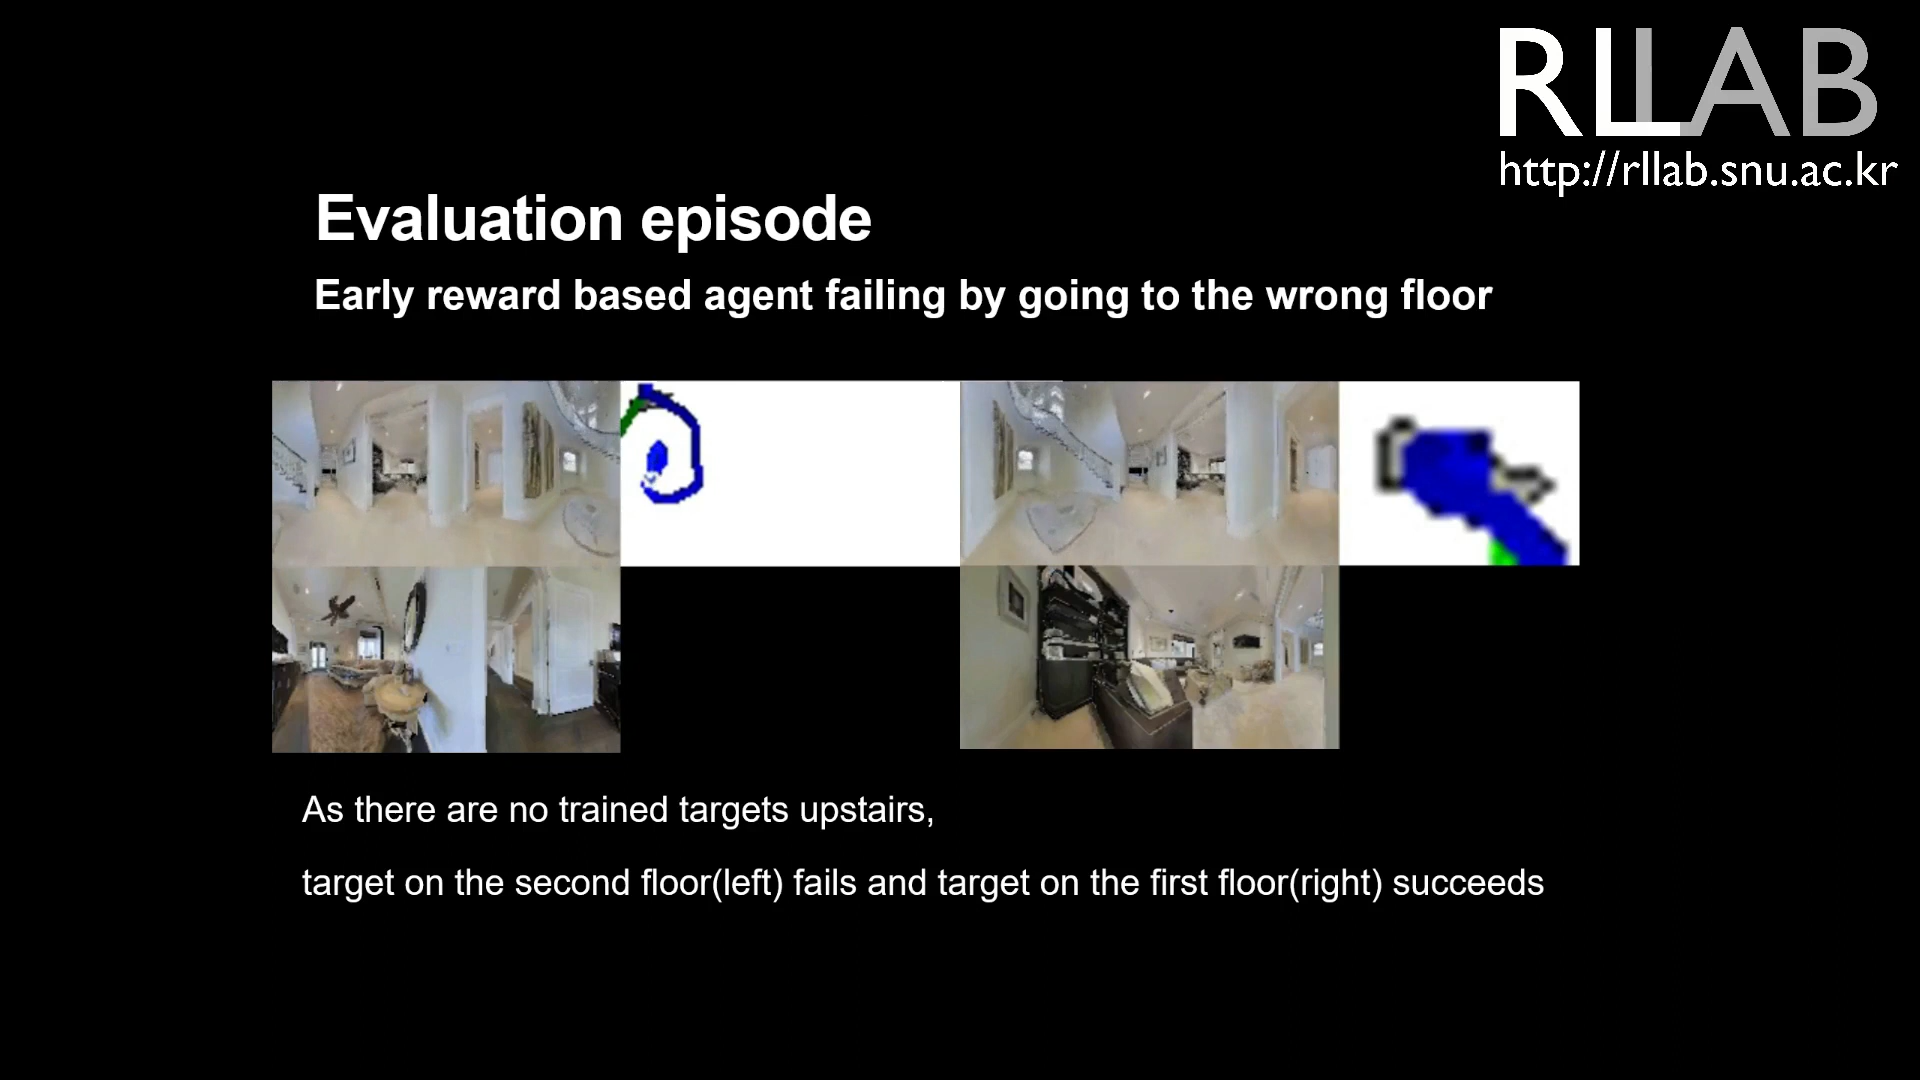 RLLAB
http://rllab.snu.ac.kr
Evaluation episode
Early reward based agent failing by going to the wrong floor
As there are no trained targets upstairs,
target on the second floor(left) fails and target on the first floor(right) succeeds